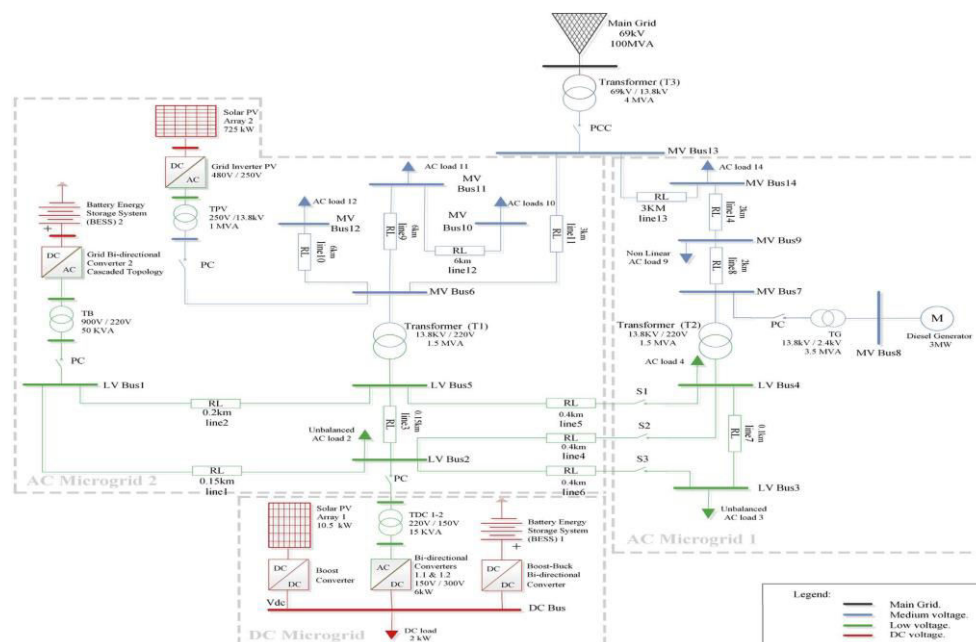 Main Grid
69kV
100MVA
Transformer (T3)
69kV / 13.8kV
4 MVA
PCC
MV Bus13
Solar PV
Array 2
725 kW
DC
AC
Grid Inverter PV
480V / 250V
TPV
250V /13.8kV
1 MVA
PC
Battery Energy
Storage System
(BESS) 2
+
DC
AC
Grid Bi-directional
Converter 2
Cascaded Topology
TB
900V / 220V
50 KVA
PC
LV Bus1
AC load 12
MV
Bus12
RL
6km
line10
AC load 11
MV
Bus11
RL
6km
line9
AC loads 10
MV
Bus10
RL
6km
line12
RL
3km
line11
MV Bus6
Transformer (T1)
13.8KV / 220V
1.5 MVA
LV Bus5
RL
0.2km
line2
RL
0.15km
line3
Unbalanced
AC load 2
LV Bus2
RL
0.15km
line1
AC Microgrid 2
AC load 14
MV
Bus14
RL
3KM
line13
RL
2km
line14
MV
Bus9
Non Linear
AC load 9
RL
2km
line8
MV Bus7
PC
TG
13.8kV / 2.4kV
3.5 MVA
MV Bus8
M
Diesel Generator
3MW
Transformer (T2)
13.8KV / 220V
1.5 MVA
AC load 4
LV Bus4
RL
0.4km
line5
S1
RL
0.4km
line4
S2
RL
0.4km
line6
S3
RL
0.1km
line7
LV Bus3
Unbalanced
AC load 3
AC Microgrid 1
PC
TDC 1-2
220V / 150V
15 KVA
Solar PV
Array 1
10.5 kW
DC
DC
Boost
Converter
AC
DC
Bi-directional
Converters
1.1 & 1.2
150V / 300V
6kW
Battery Energy
Storage System
(BESS) 1
+
DC
DC
Boost-Buck
Bi-directional
Converter
Vdc
DC Bus
DC load
2 kW
DC Microgrid
Legend:
Main Grid.
Medium voltage.
Low voltage.
DC voltage.